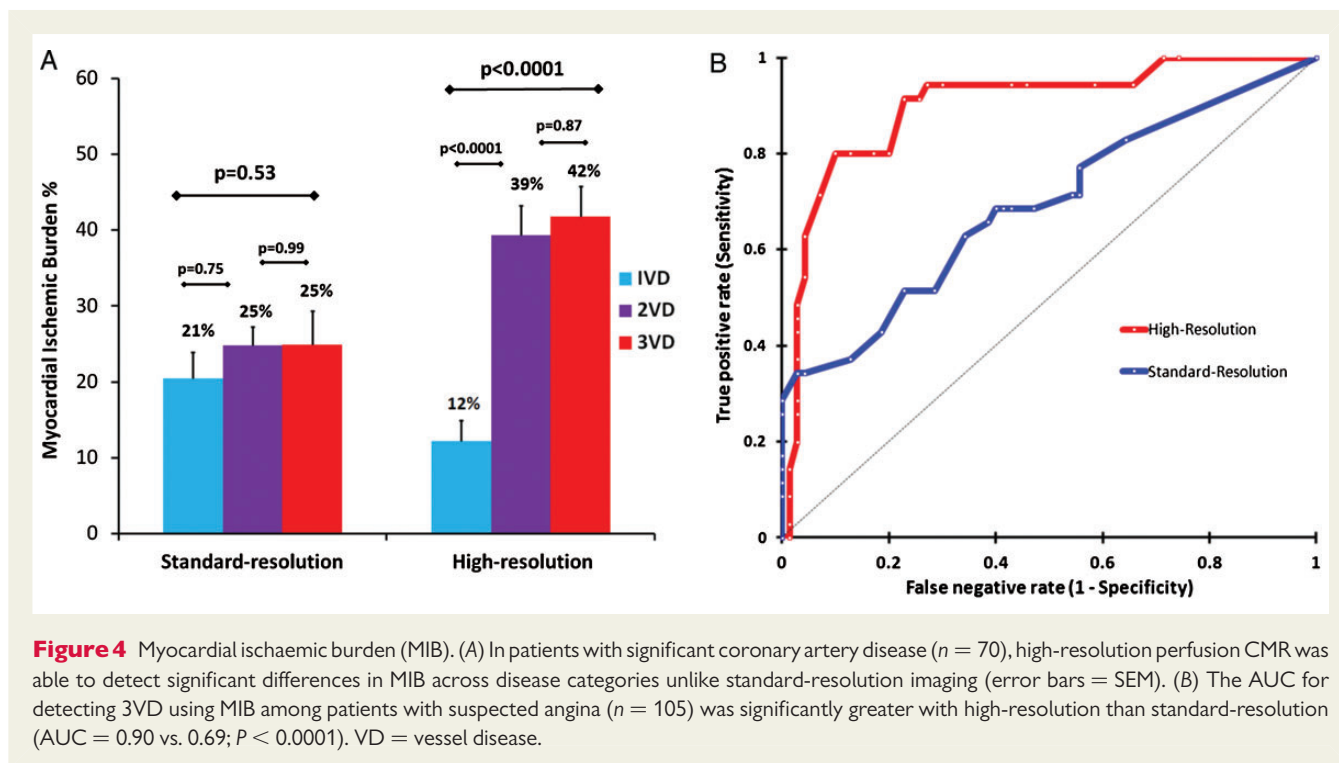 A
60
50
40
30
20
10
0
Myocardial Ischemic Burden %
p=0.53
p=0.75
p=0.99
21%
25%
25%
p<0.0001
p<0.0001
p=0.87
12%
39%
42%
IVD
2VD
3VD
Standard-resolution
High-resolution
B
1
0.8
0.6
0.4
0.2
0
True positive rate (Sensitivity)
High-Resolution
Standard-Resolution
0
0.2
0.4
0.6
0.8
1
False negative rate (1 - Specificity)
Figure 4 Myocardial ischaemic burden (MIB). (A) In patients with significant coronary artery disease (n = 70), high-resolution perfusion CMR was
able to detect significant differences in MIB across disease categories unlike standard-resolution imaging (error bars = SEM). (B) The AUC for
detecting 3VD using MIB among patients with suspected angina (n = 105) was significantly greater with high-resolution than standard-resolution
(AUC = 0.90 vs. 0.69; P < 0.0001). VD = vessel disease.